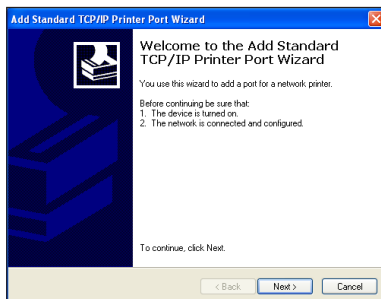 Add Standard TCP/IP Printer Port Wizard
Welcome to the Add Standard
TCP/IP Printer Port Wizard
You use this wizard to add a port for a network printer.
Before continuing be sure that:
1. The device is turned on.
2. The network is connected and configured.
To continue, click Next.
< Back Next > Cancel